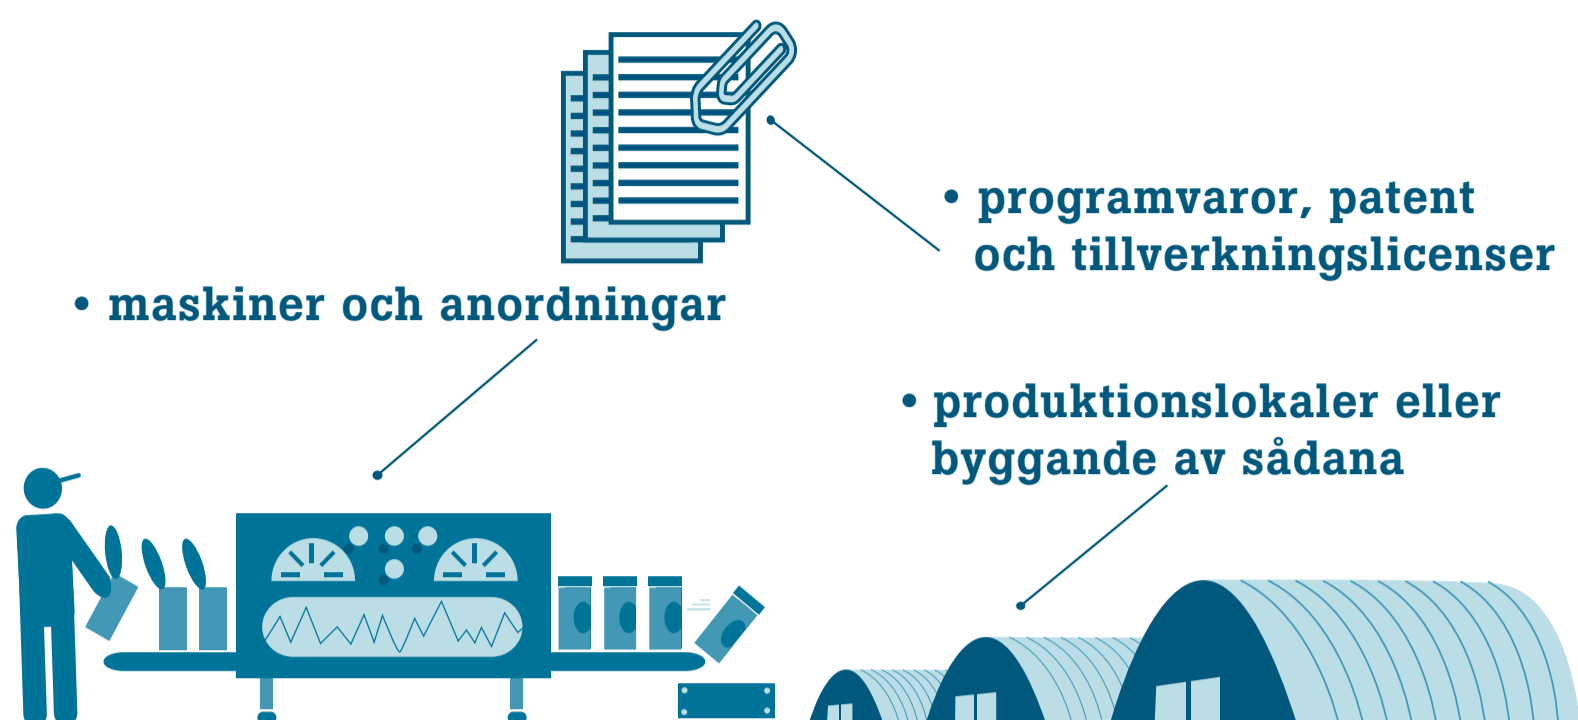 • programvaror, patent
och tillverkningslicenser
• maskiner och anordningar
• produktionslokaler eller
byggande av sådana